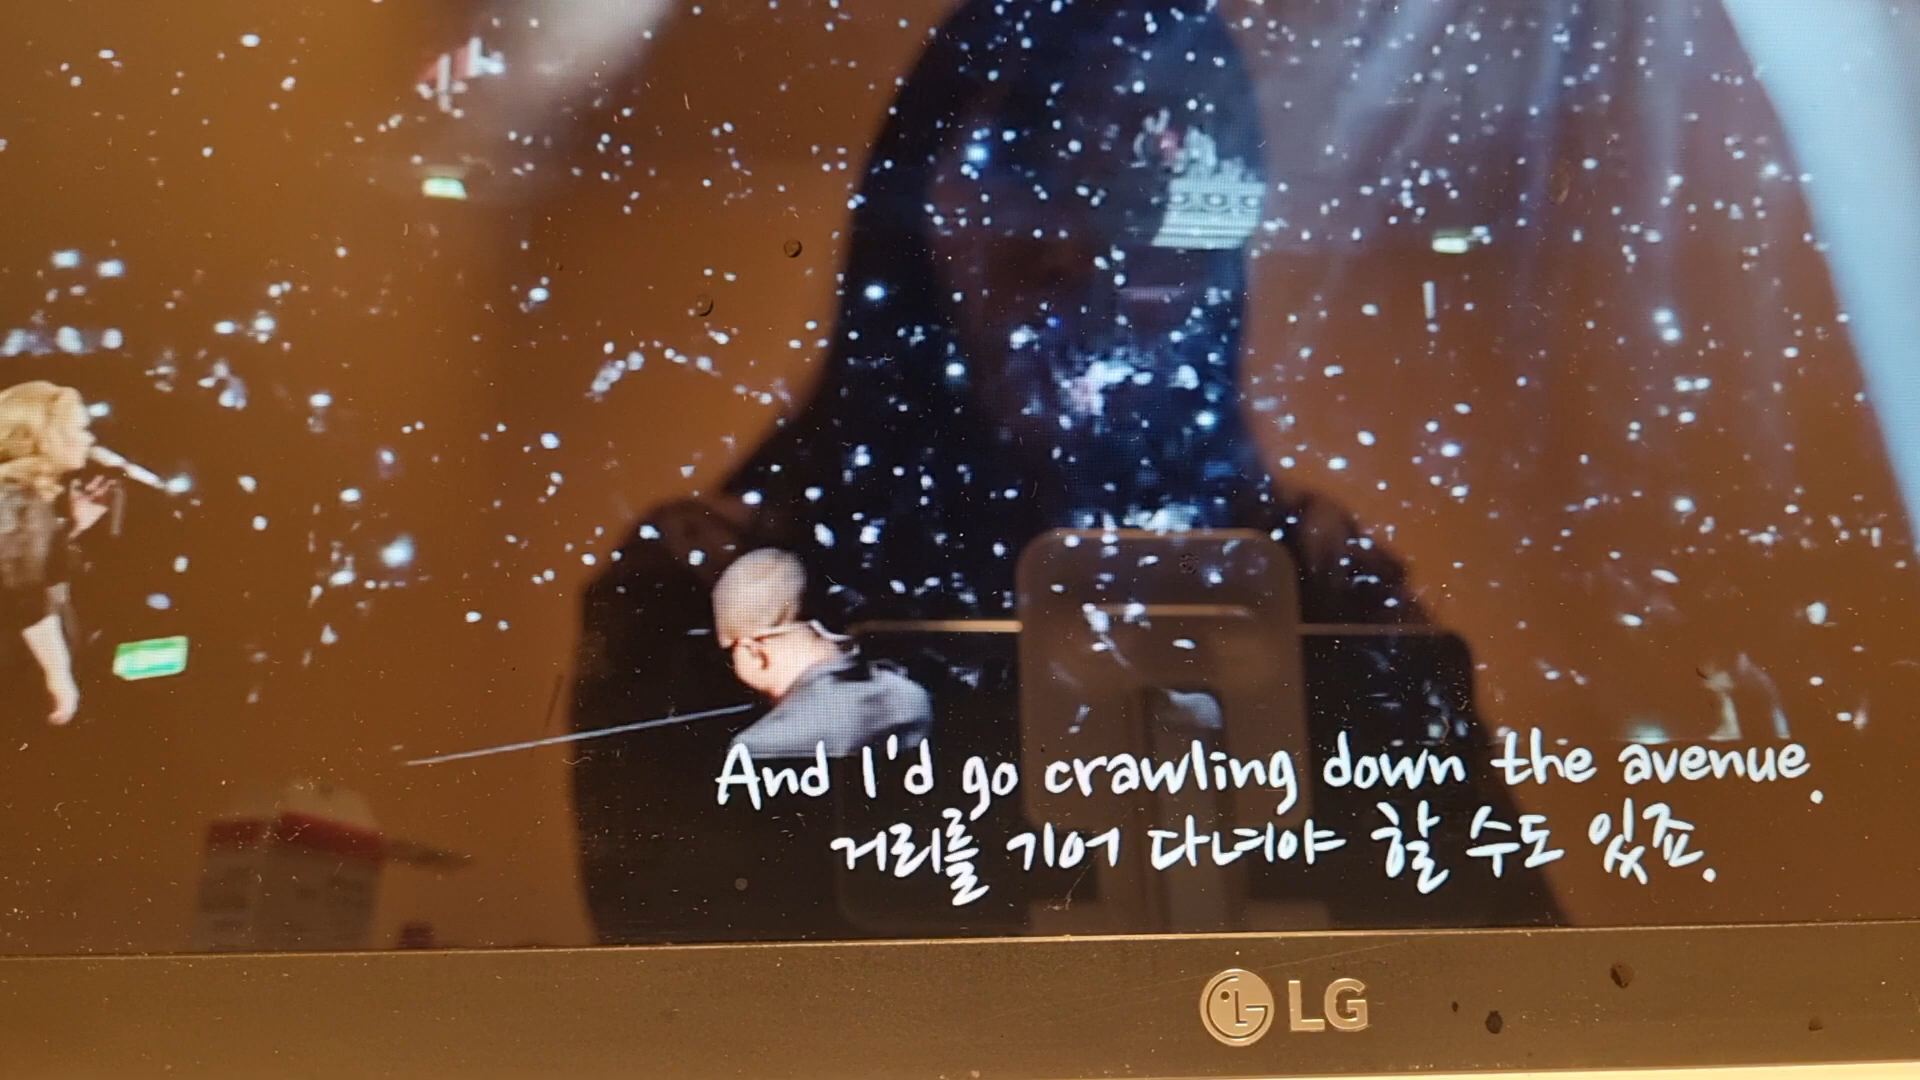 And I'd go crawling down the avenue.
거리를 기어 다녀야 할 수도 있죠.
LG